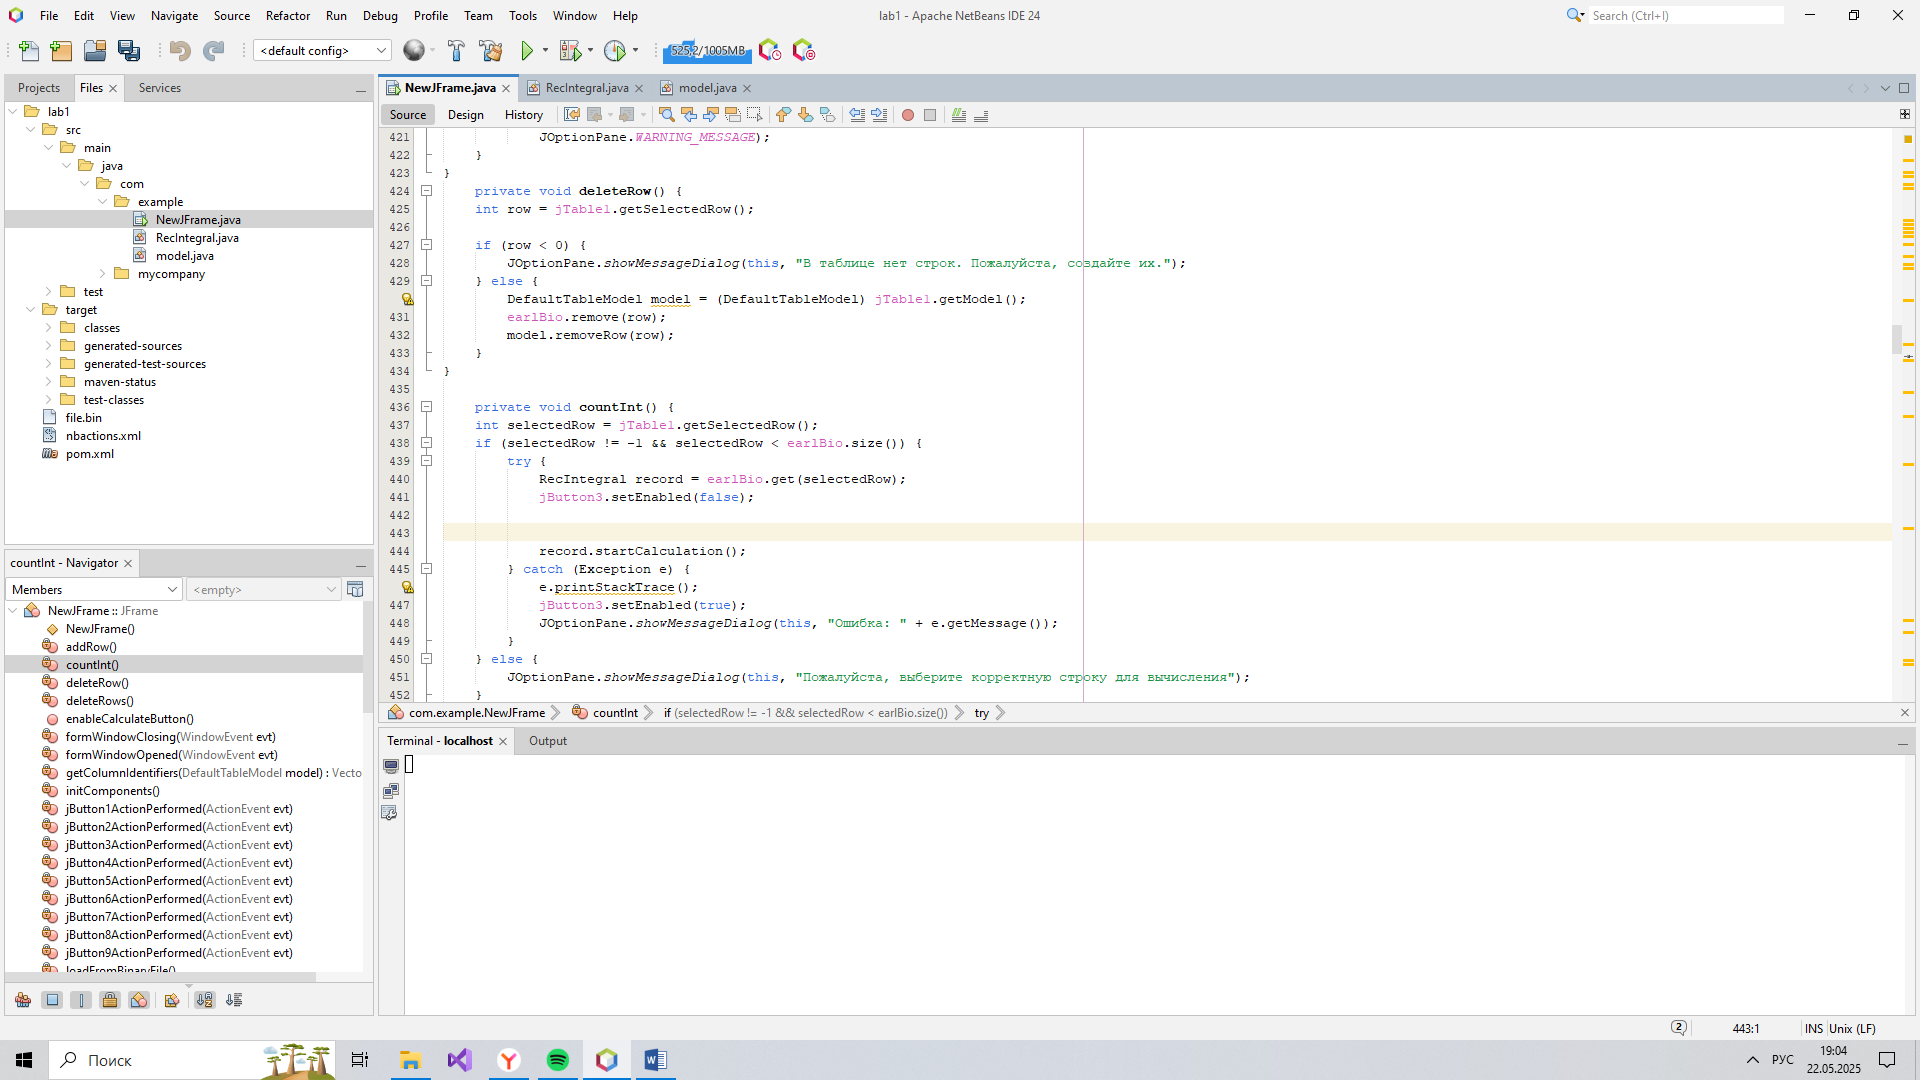 File Edit View Navigate Source Refactor Run Debug Profile Team Tools Window Help
lab1 - Apache NetBeans IDE 24
Search (Ctrl+I)
<default config>
525,2/1005MB
Projects Files Services
lab1
src
main
java
com
example
NewJFrame.java
RecIntegral.java
model.java
mycompany
test
target
classes
generated-sources
generated-test-sources
maven-status
test-classes
file.bin
nbactions.xml
pom.xml
countInt - Navigator
Members <empty>
NewJFrame :: JFrame
NewJFrame()
addRow()
countInt()
deleteRow()
deleteRows()
enableCalculateButton()
formWindowClosing(WindowEvent evt)
formWindowOpened(WindowEvent evt)
getColumnIdentifiers(DefaultTableModel model) : Vecto
initComponents()
jButton1ActionPerformed(ActionEvent evt)
jButton2ActionPerformed(ActionEvent evt)
jButton3ActionPerformed(ActionEvent evt)
jButton4ActionPerformed(ActionEvent evt)
jButton5ActionPerformed(ActionEvent evt)
jButton6ActionPerformed(ActionEvent evt)
jButton7ActionPerformed(ActionEvent evt)
jButton8ActionPerformed(ActionEvent evt)
jButton9ActionPerformed(ActionEvent evt)
loadFromBinaryFile()
NewJFrame.java RecIntegral.java model.java
Source Design History
421 JOptionPane.WARNING_MESSAGE);
422 }
423 }
424 private void deleteRow() {
425 int row = jTable1.getSelectedRow();
426
427 if (row < 0) {
428 JOptionPane.showMessageDialog(this, "В таблице нет строк. Пожалуйста, создайте их.");
429 } else {
DefaultTableModel model = (DefaultTableModel) jTable1.getModel();
431 earlBio.remove(row);
432 model.removeRow(row);
433 }
434 }
435
436 private void countInt() {
437 int selectedRow = jTable1.getSelectedRow();
438 if (selectedRow != -1 && selectedRow < earlBio.size()) {
439 try {
440 RecIntegral record = earlBio.get(selectedRow);
441 jButton3.setEnabled(false);
442
443
444 record.startCalculation();
445 } catch (Exception e) {
e.printStackTrace();
447 jButton3.setEnabled(true);
448 JOptionPane.showMessageDialog(this, "Ошибка: " + e.getMessage());
449 }
450 } else {
451 JOptionPane.showMessageDialog(this, "Пожалуйста, выберите корректную строку для вычисления");
452 }
com.example.NewJFrame countInt if (selectedRow != -1 && selectedRow < earlBio.size()) try
Terminal - localhost Output
2 443:1 INS Unix (LF)
Поиск
РУС
19:04
22.05.2025